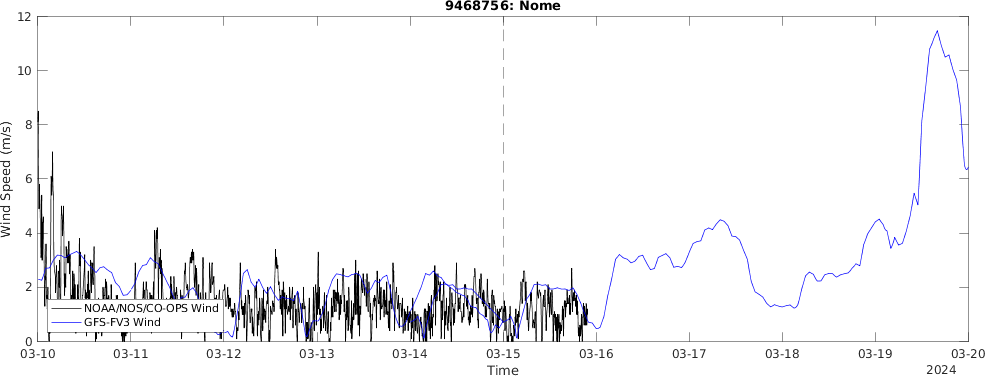 9468756: Nome
12
10
8
6
4
2
0
Wind Speed (m/s)
NOAA/NOS/CO-OPS Wind
GFS-FV3 Wind
03-10 03-11 03-12 03-13 03-14 03-15 03-16 03-17 03-18 03-19 03-20
Time
2024